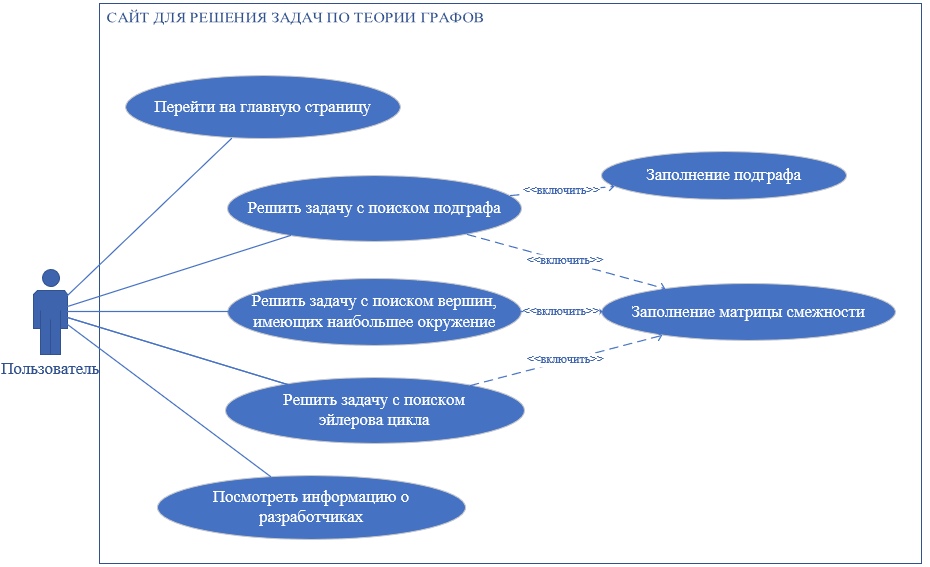 САЙТ ДЛЯ РЕШЕНИЯ ЗАДАЧ ПО ТЕОРИИ ГРАФОВ
Перейти на главную страницу
Заполнение подграфа
<<включить>>
Решить задачу с поиском подграфа
<<включить>>
Решить задачу с поиском вершин,
имеющих наибольшее окружение
<<включить>>
Заполнение матрицы смежности
<<включить>>
Пользователь
Решить задачу с поиском
эйлерова цикла
Посмотреть информацию о
разработчиках